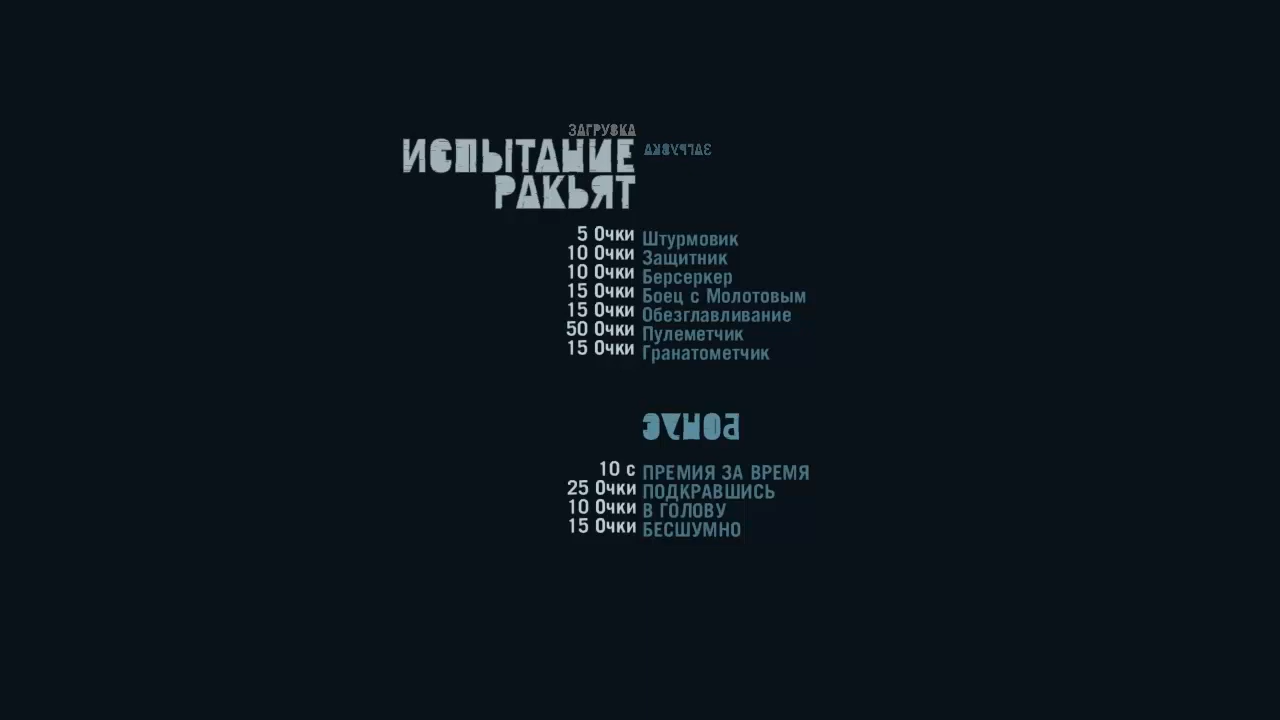 ЗАГРУЗКА
ЗАГРУЗКА
ИСПЫТАНИЕ
РАКЬЯТ
5 Очки Штурмовик
10 Очки Защитник
10 Очки Берсеркер
15 Очки Боец с Молотовым
15 Очки Обезглавливание
50 Очки Пулеметчик
15 Очки Гранатометчик
БОНУС
10 с ПРЕМИЯ ЗА ВРЕМЯ
25 Очки ПОДКРАВШИСЬ
10 Очки В ГОЛОВУ
15 Очки БЕСШУМНО